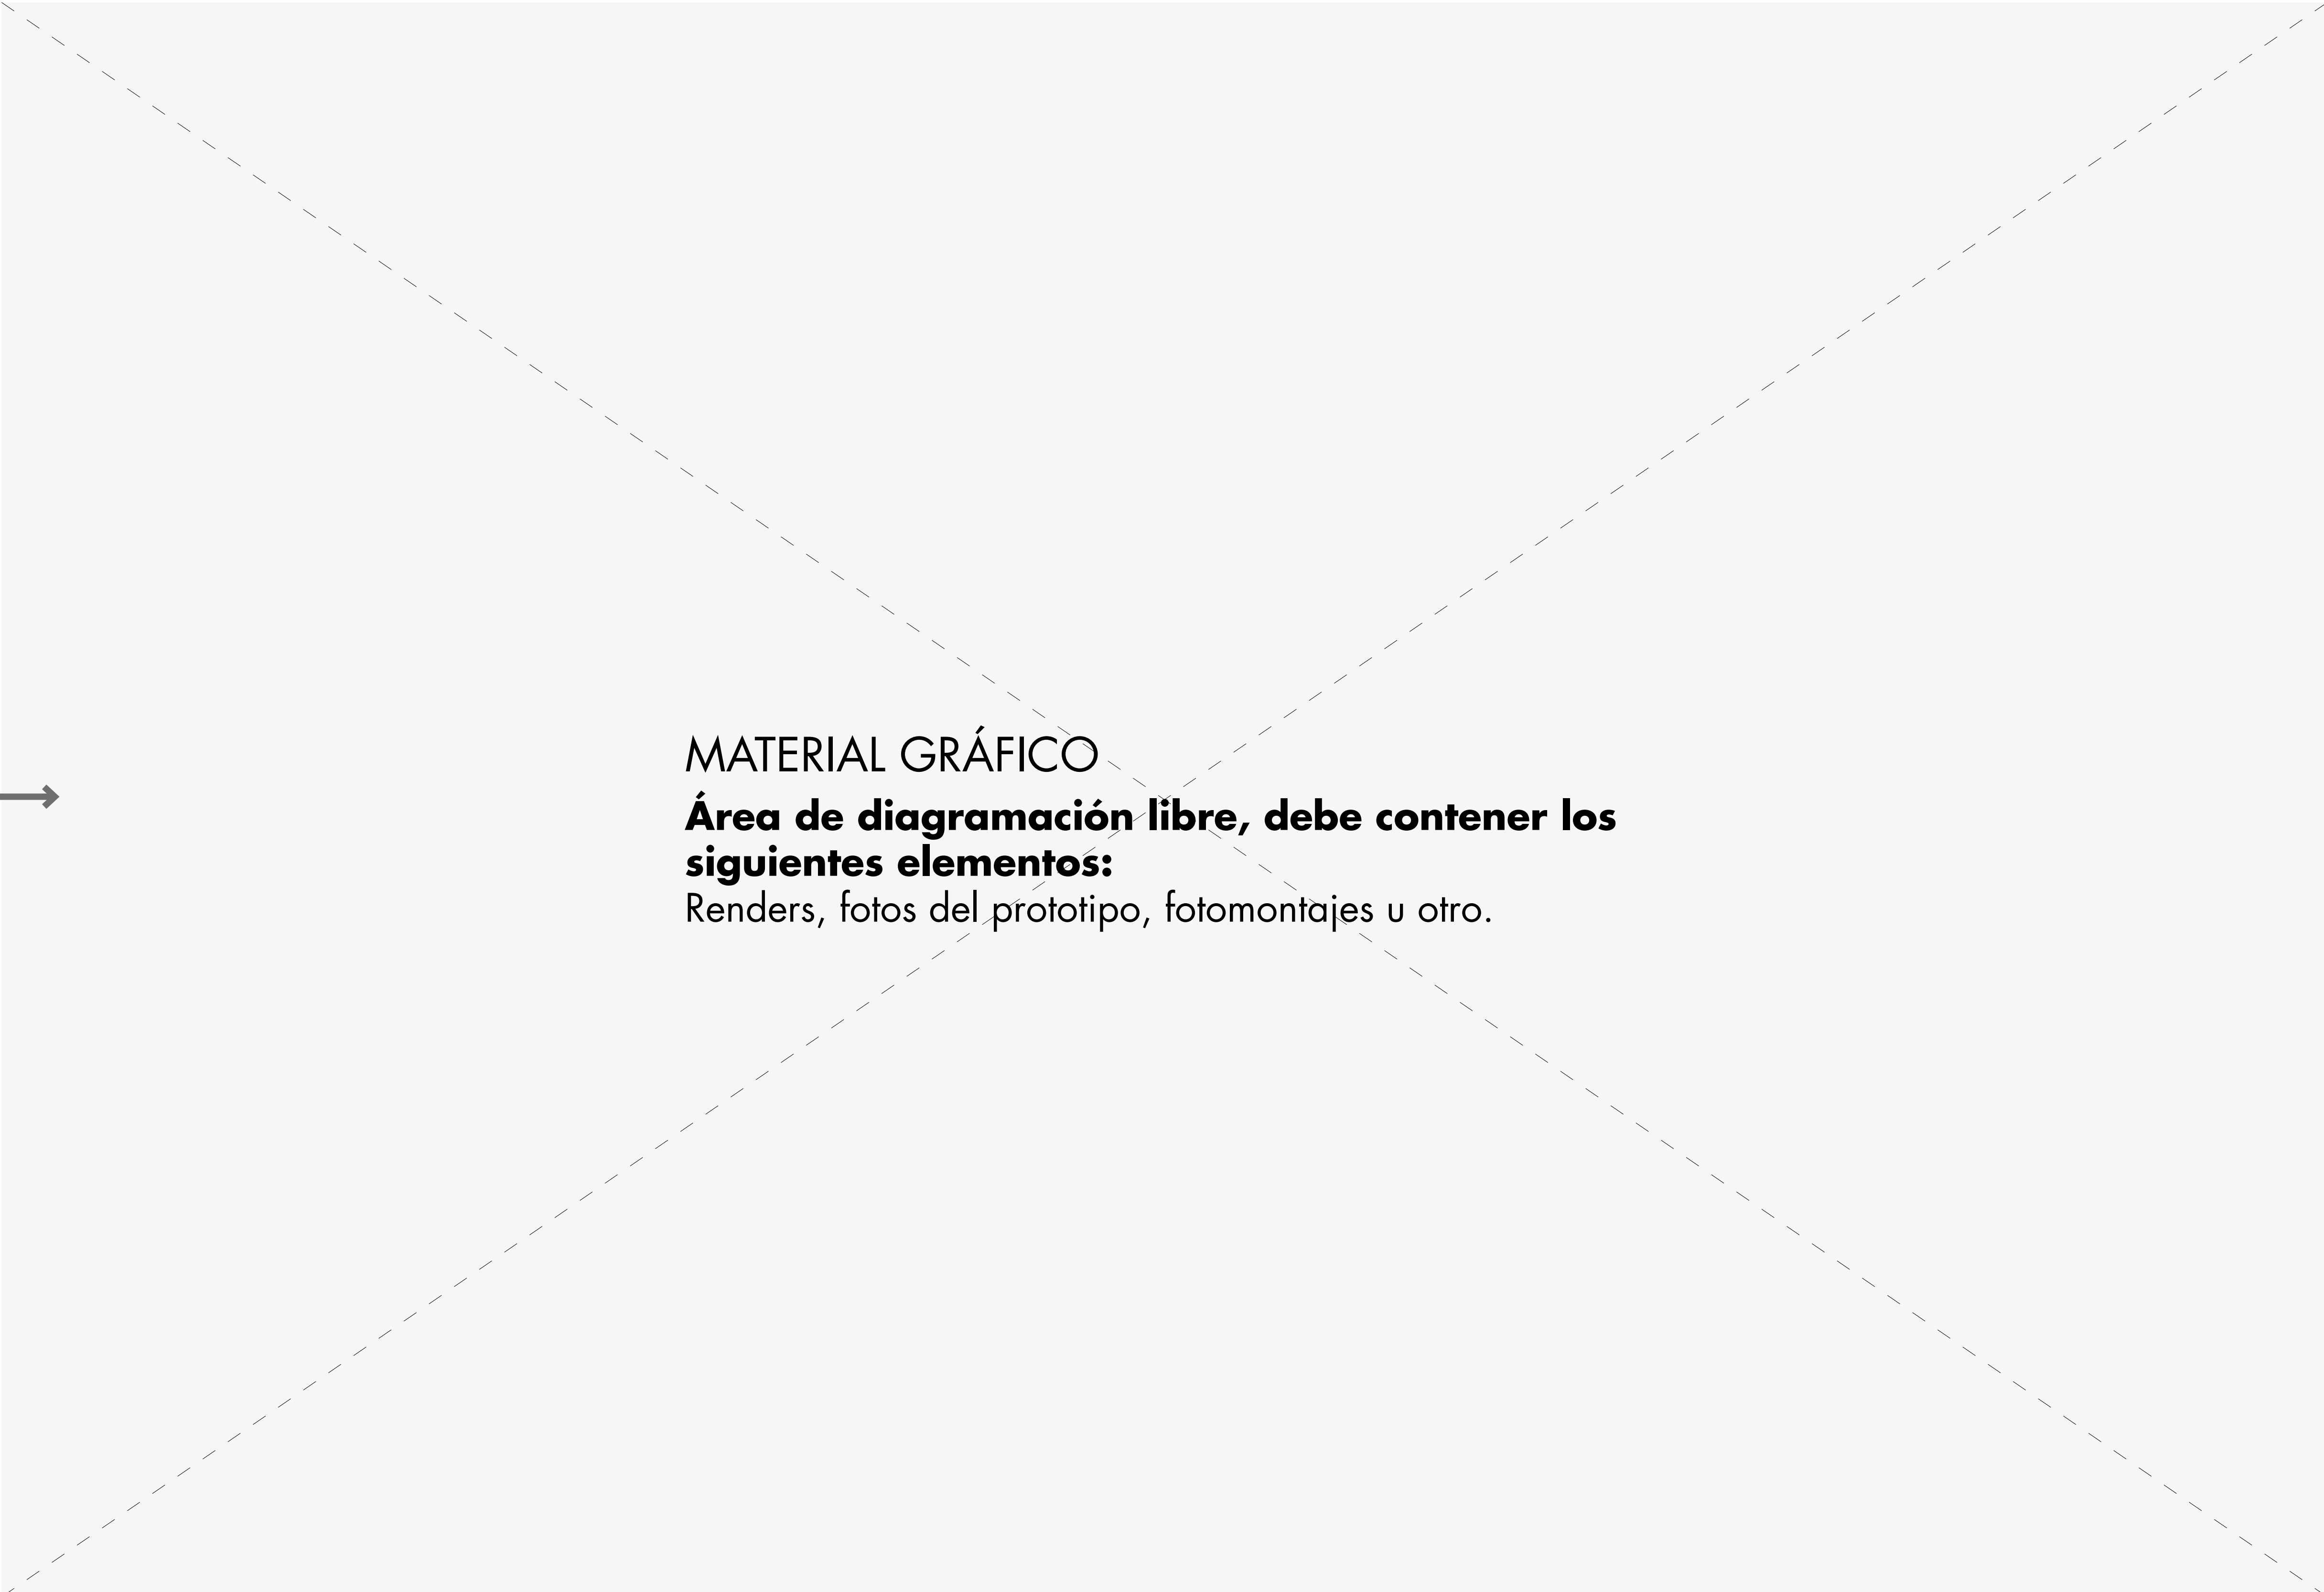 MATERIAL GRÁFICO
Área de diagramación libre, debe contener los
siguientes elementos:
Renders, fotos del prototipo, fotomontajes u otro.